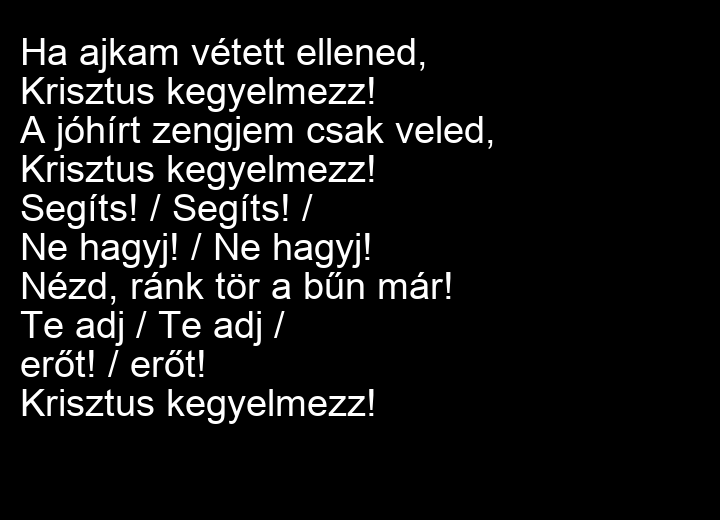 Ha ajkam vétett ellened,
Krisztus kegyelmezz!
A jóhírt zengjem csak veled,
Krisztus kegyelmezz!
Segíts! / Segíts! /
Ne hagyj! / Ne hagyj!
Nézd, ránk tör a bűn már!
Te adj / Te adj /
erőt! / erőt!
Krisztus kegyelmezz!